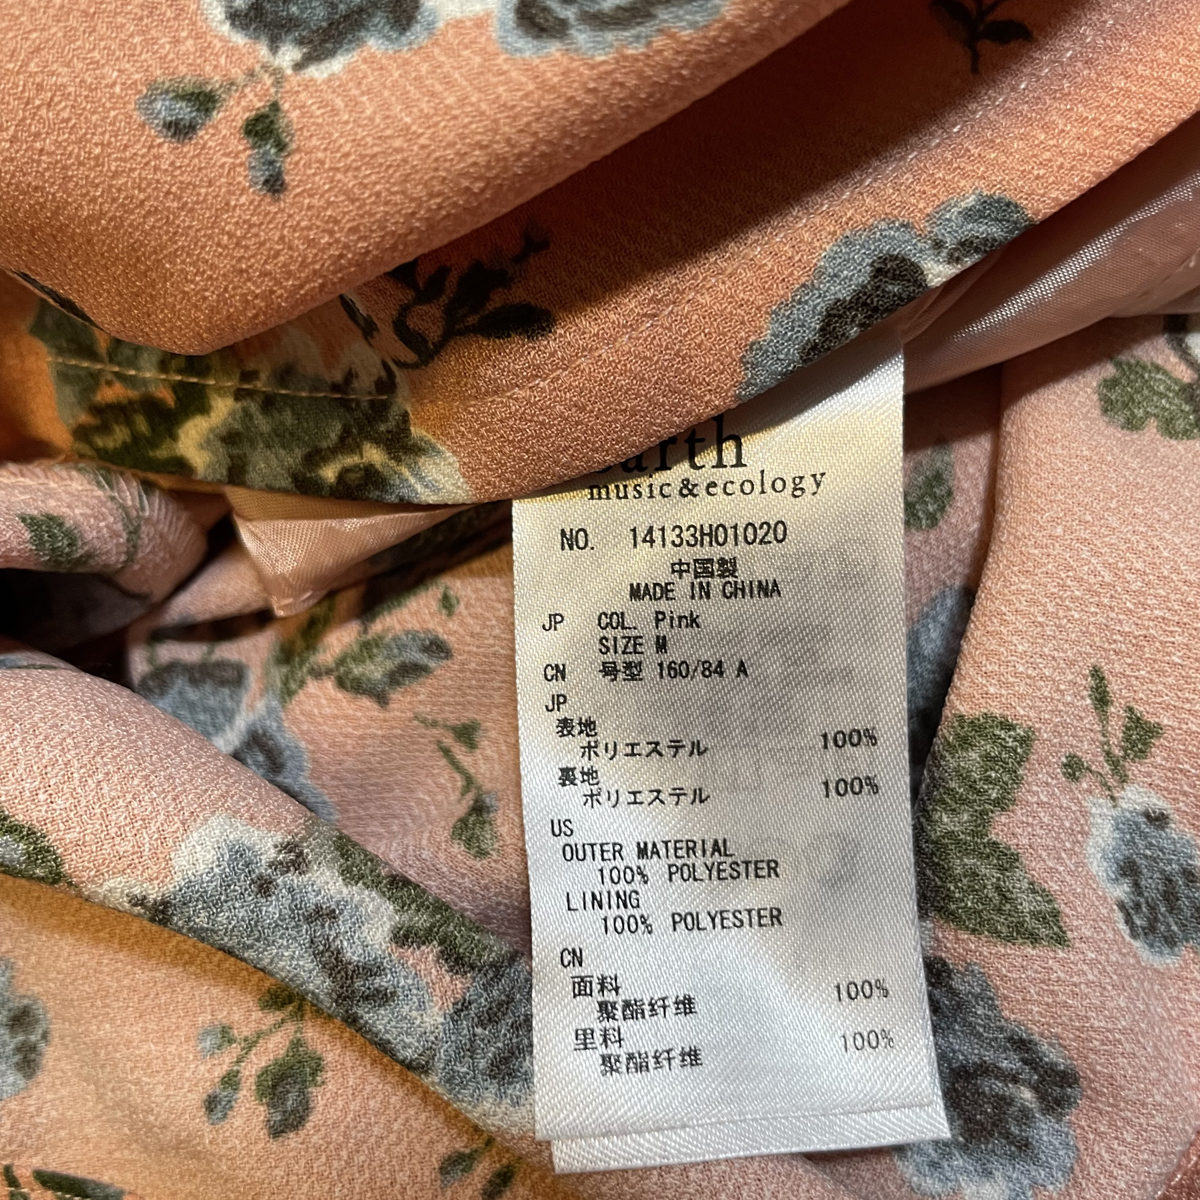 earth
music&ecology
NO. 14133H01020
中国製
MADE IN CHINA
JP COL. Pink
SIZE M
CN 号型 160/84 A
JP
表地
ポリエステル 100%
裏地
ポリエステル 100%
US
OUTER MATERIAL
100% POLYESTER
LINING
100% POLYESTER
CN
面料
聚酯纤维 100%
里料
聚酯纤维 100%